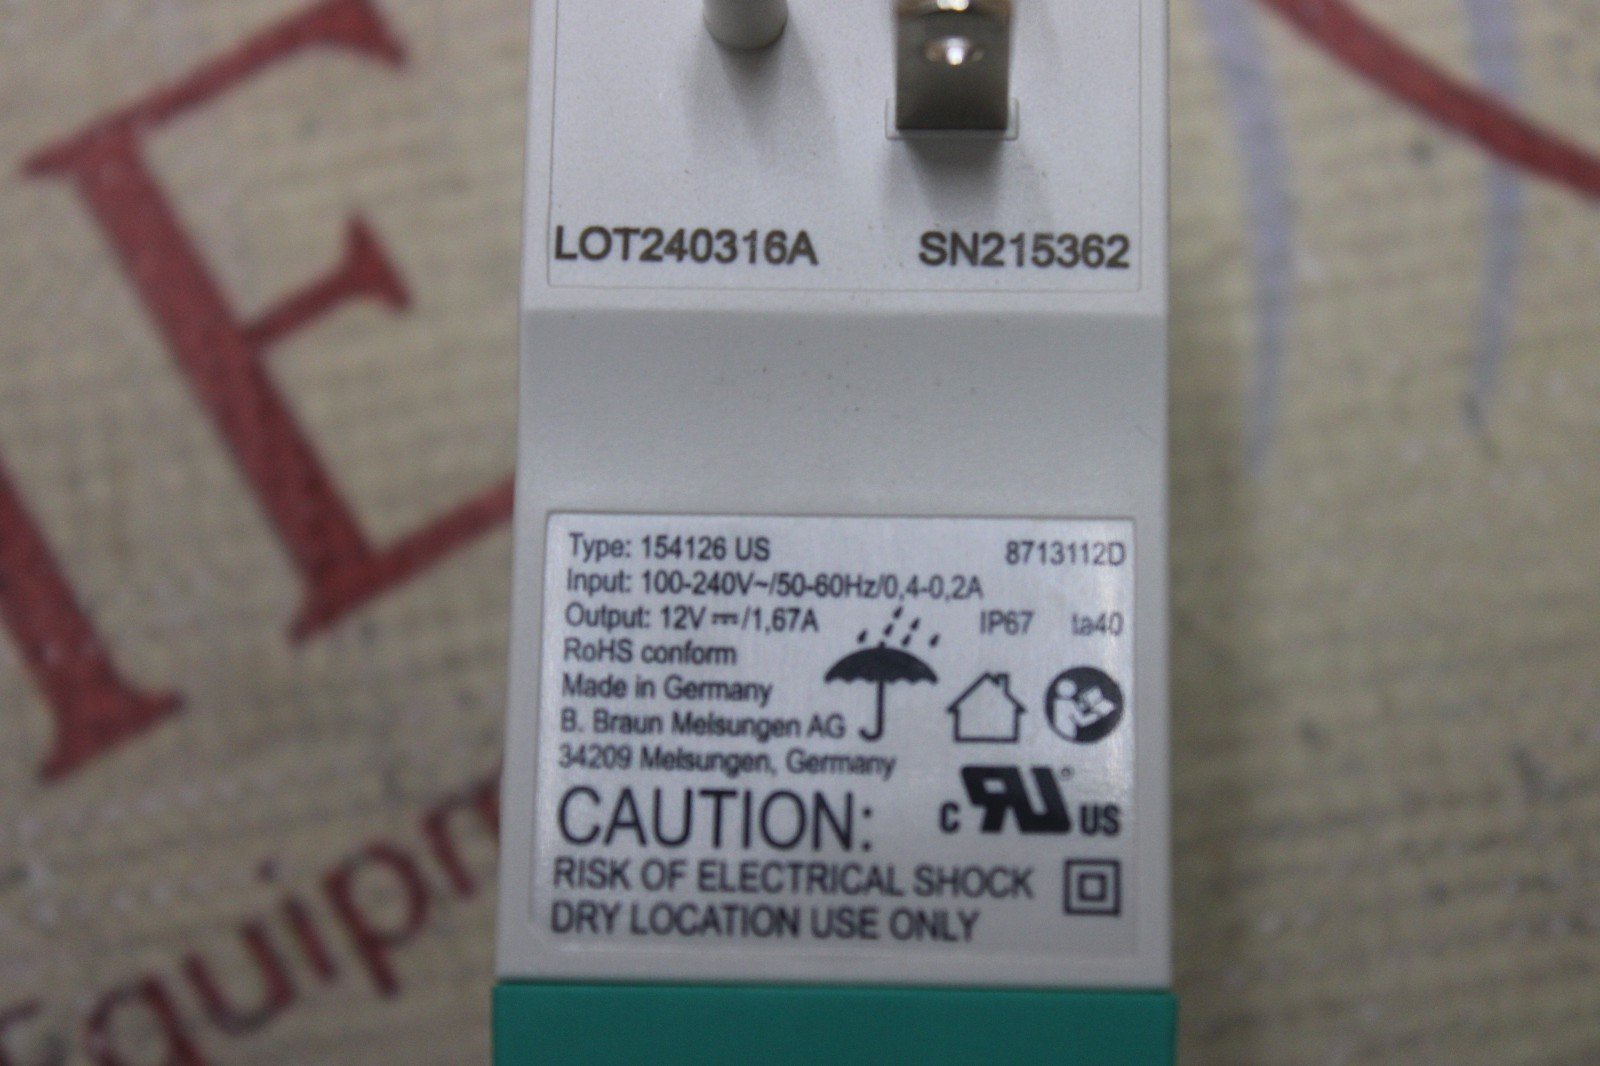 LOT240316A SN215362
Type: 154126 US 8713112D
Input: 100-240V~/50-60Hz/0,4-0,2A
Output: 12V⎓/1,67A IP67 ta40
RoHS conform
Made in Germany
B. Braun Melsungen AG
34209 Melsungen, Germany
CAUTION:
c RU ® US
RISK OF ELECTRICAL SHOCK
DRY LOCATION USE ONLY
E
Equipm